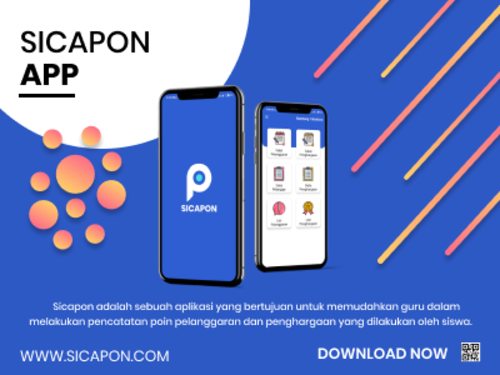 SICAPON
APP
SICAPON
Sicapon adalah sebuah aplikasi yang bertujuan untuk memudahkan guru dalam
melakukan pencatatan poin pelanggaran dan penghargaan yang dilakukan oleh siswa.
WWW.SICAPON.COM
DOWNLOAD NOW